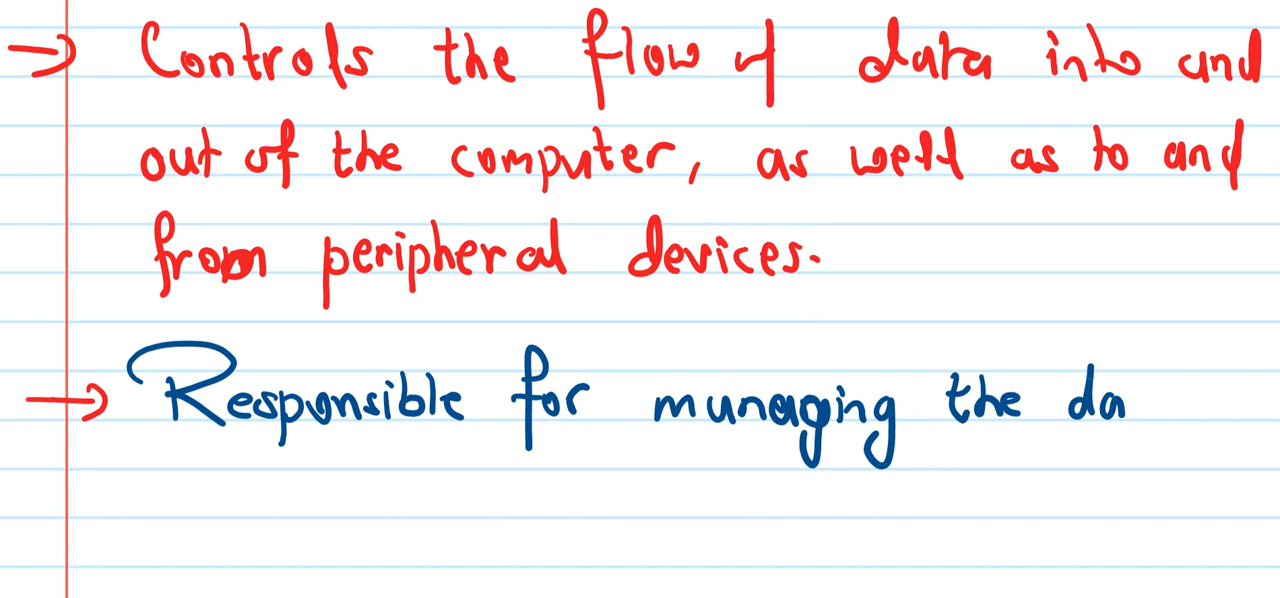 → Controls the flow of data into and
out of the computer, as well as to and
from peripheral devices.
→ Responsible for managing the da